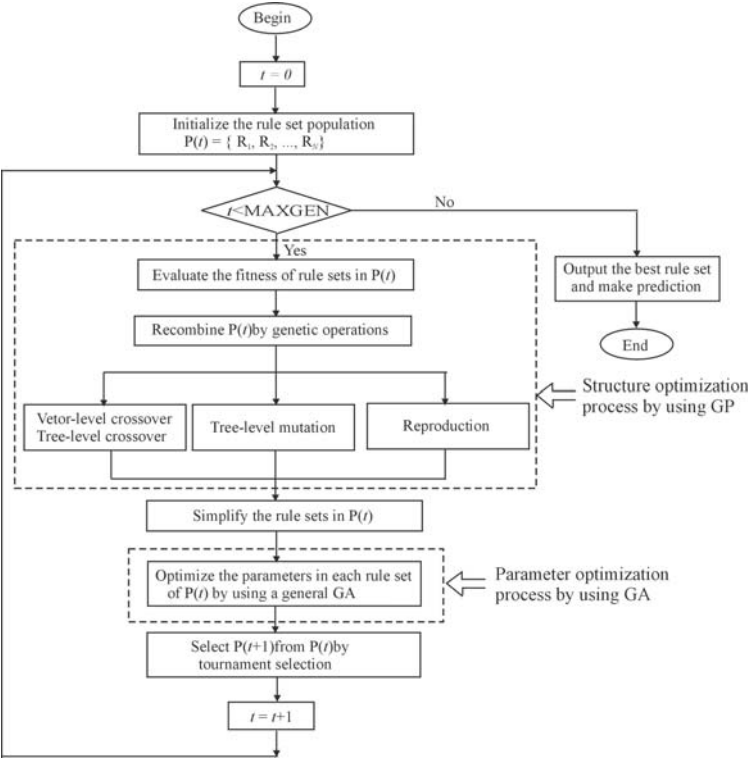 Begin
t = 0
Initialize the rule set population
P(t) = { R1, R2, ..., RN}
t<MAXGEN
No
Yes
Evaluate the fitness of rule sets in P(t)
Output the best rule set
and make prediction
Recombine P(t)by genetic operations
End
Structure optimization
process by using GP
Vetor-level crossover
Tree-level crossover
Tree-level mutation
Reproduction
Simplify the rule sets in P(t)
Optimize the parameters in each rule set
of P(t) by using a general GA
Parameter optimization
process by using GA
Select P(t+1)from P(t)by
tournament selection
t = t+1